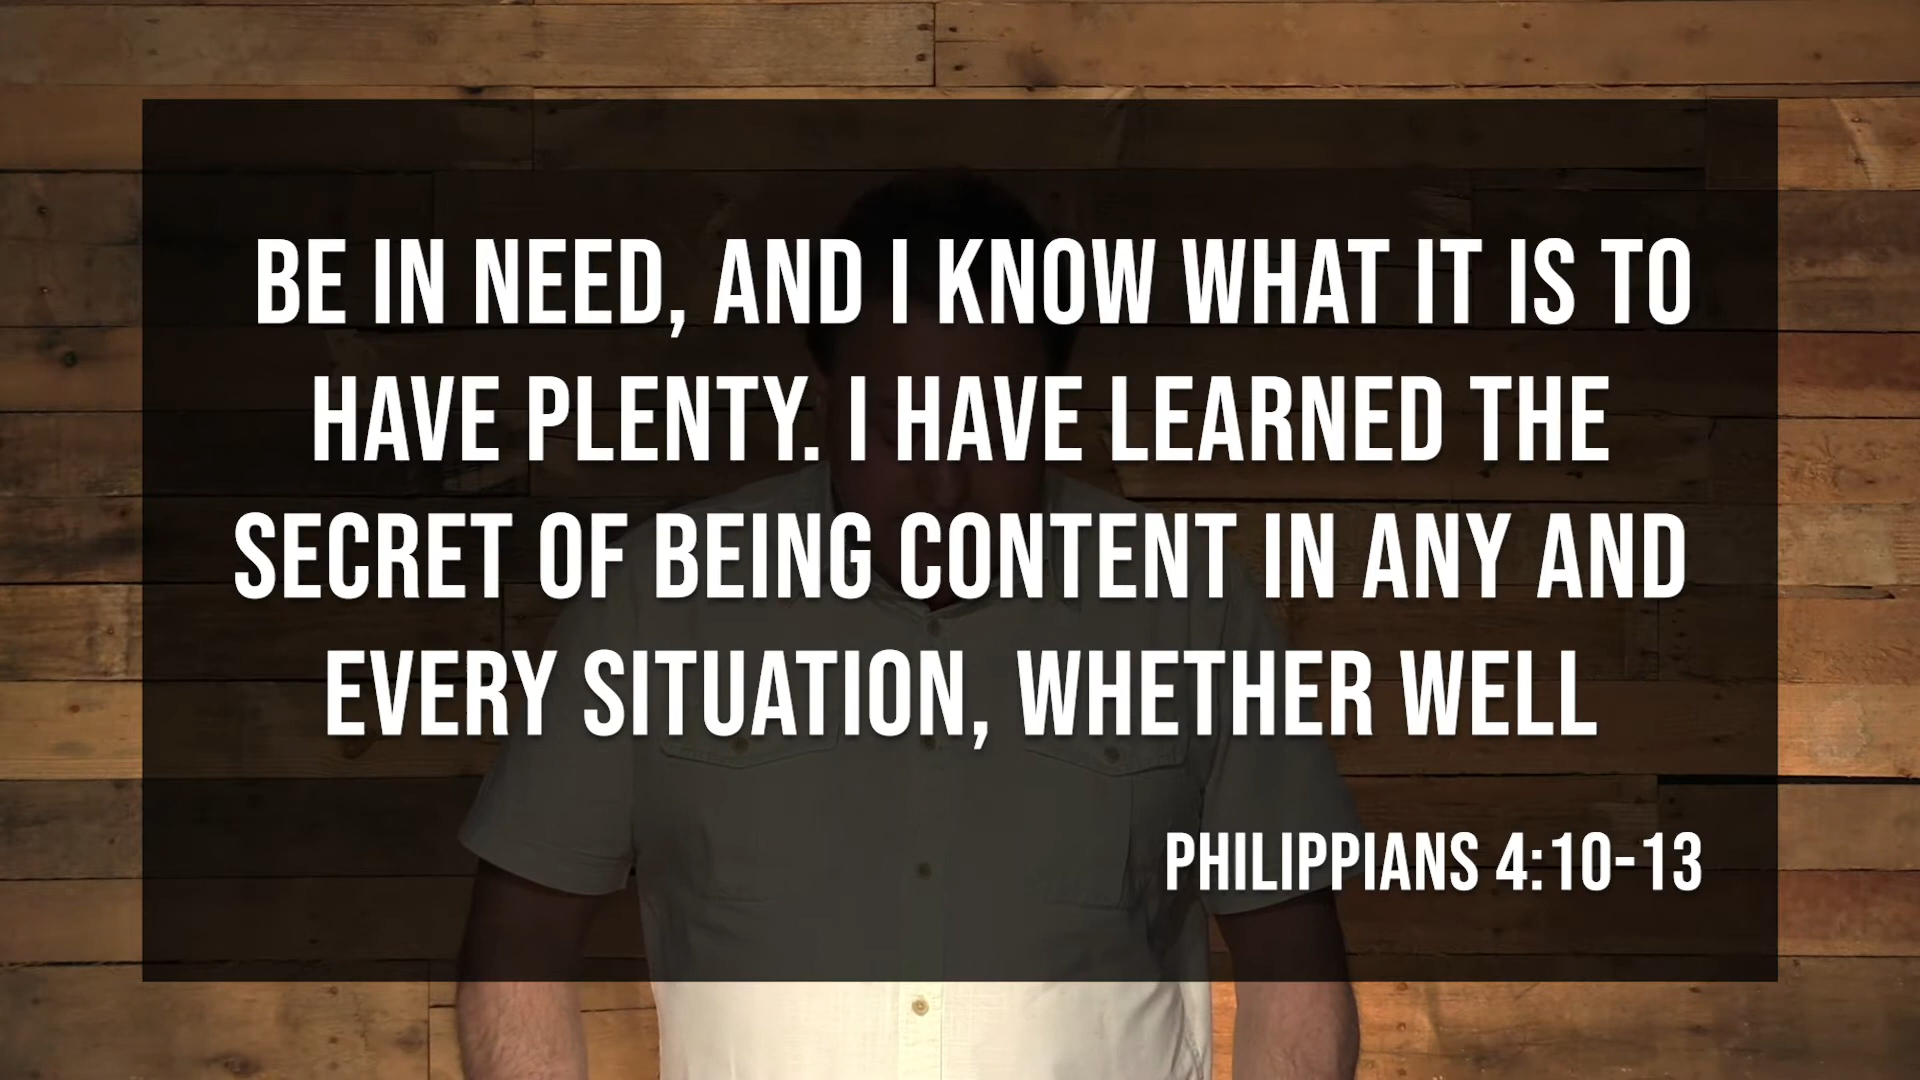 BE IN NEED, AND I KNOW WHAT IT IS TO
HAVE PLENTY. I HAVE LEARNED THE
SECRET OF BEING CONTENT IN ANY AND
EVERY SITUATION, WHETHER WELL
PHILIPPIANS 4:10-13